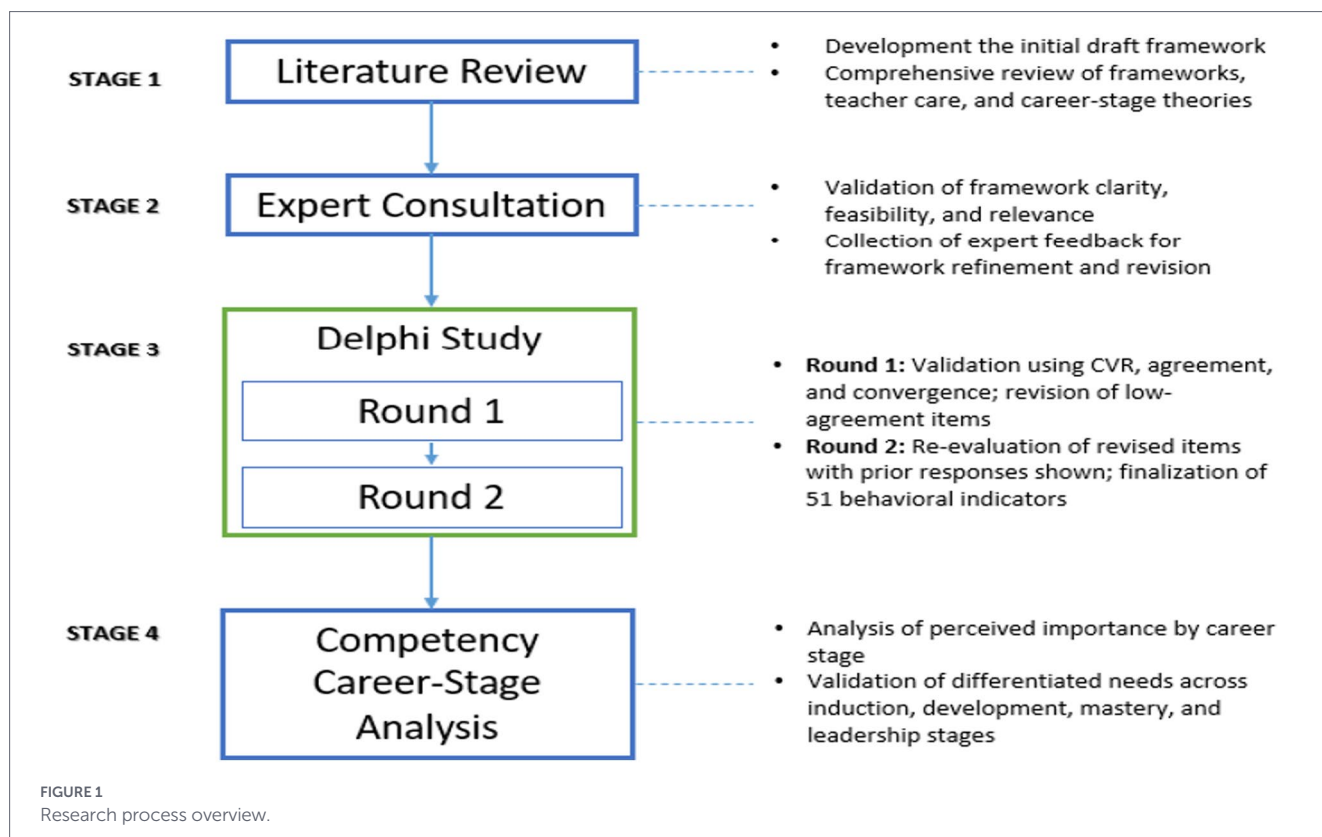 STAGE 1
Literature Review
• Development the initial draft framework
• Comprehensive review of frameworks,
teacher care, and career-stage theories
STAGE 2
Expert Consultation
• Validation of framework clarity,
feasibility, and relevance
• Collection of expert feedback for
framework refinement and revision
STAGE 3
Delphi Study
Round 1
Round 2
• Round 1: Validation using CVR, agreement,
and convergence; revision of low-
agreement items
• Round 2: Re-evaluation of revised items
with prior responses shown; finalization of
51 behavioral indicators
STAGE 4
Competency
Career-Stage
Analysis
• Analysis of perceived importance by career
stage
• Validation of differentiated needs across
induction, development, mastery, and
leadership stages
FIGURE 1
Research process overview.